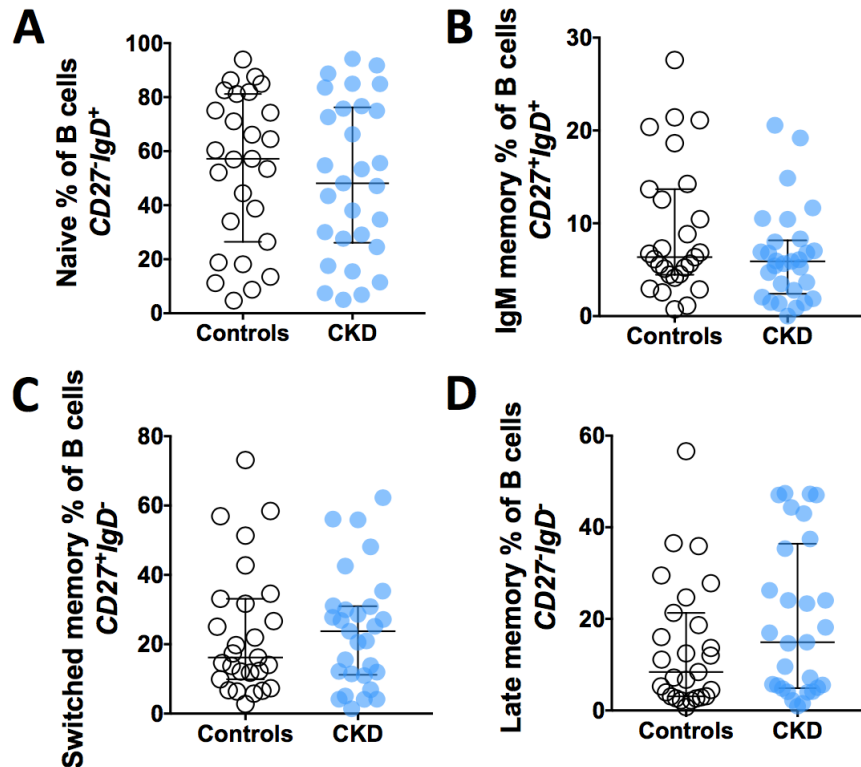 A
Naive % of B cells
CD27⁻IgD⁺
100
80
60
40
20
0
Controls
CKD
B
IgM memory % of B cells
CD27⁺IgD⁺
30
20
10
0
Controls
CKD
C
Switched memory % of B cells
CD27⁺IgD⁻
80
60
40
20
0
Controls
CKD
D
Late memory % of B cells
CD27⁻IgD⁻
60
40
20
0
Controls
CKD